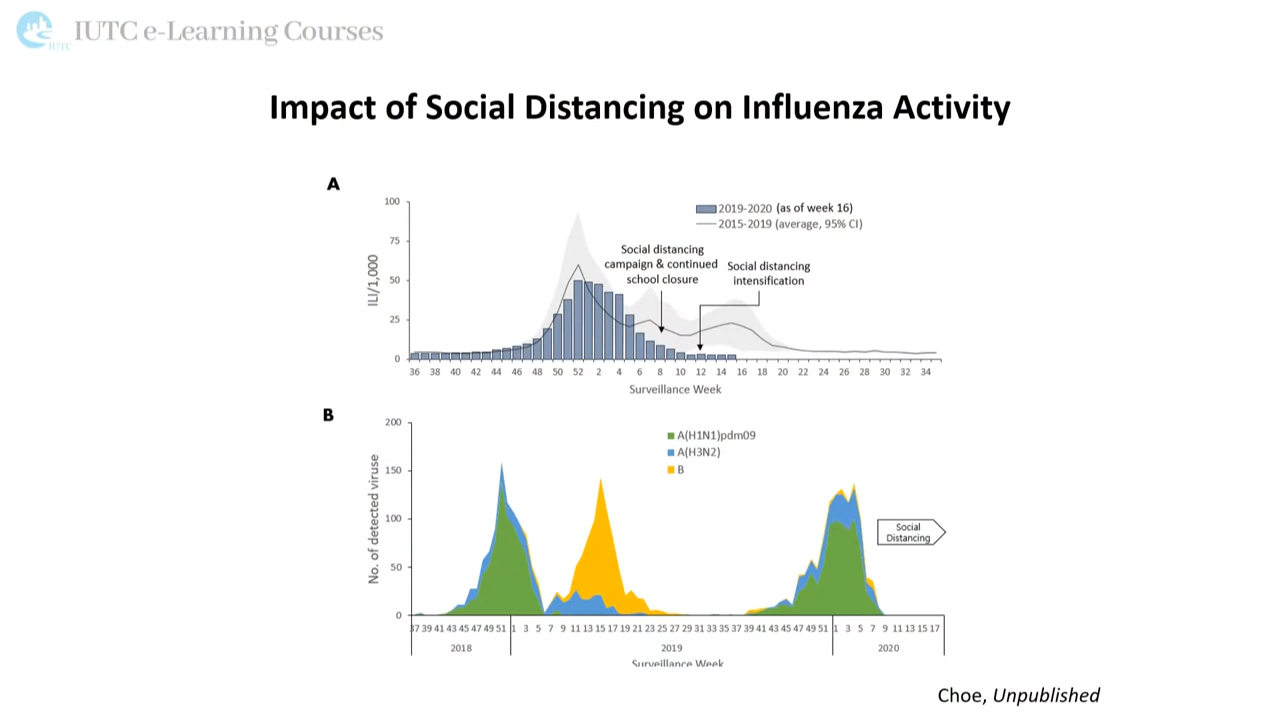 IUTC e-Learning Courses
IUTC
Impact of Social Distancing on Influenza Activity
A
100
75
50
25
0
ILI/1,000
2019-2020 (as of week 16)
2015-2019 (average, 95% CI)
Social distancing
campaign & continued
school closure
Social distancing
intensification
36 38 40 42 44 46 48 50 52 2 4 6 8 10 12 14 16 18 20 22 24 26 28 30 32 34
Surveillance Week
B
200
150
100
50
0
No. of detected viruse
A(H1N1)pdm09
A(H3N2)
B
Social
Distancing
37 39 41 43 45 47 49 51 1 3 5 7 9 11 13 15 17 19 21 23 25 27 29 31 33 35 37 39 41 43 45 47 49 51 1 3 5 7 9 11 13 15 17
2018 2019 2020
Surveillance Week
Choe, Unpublished